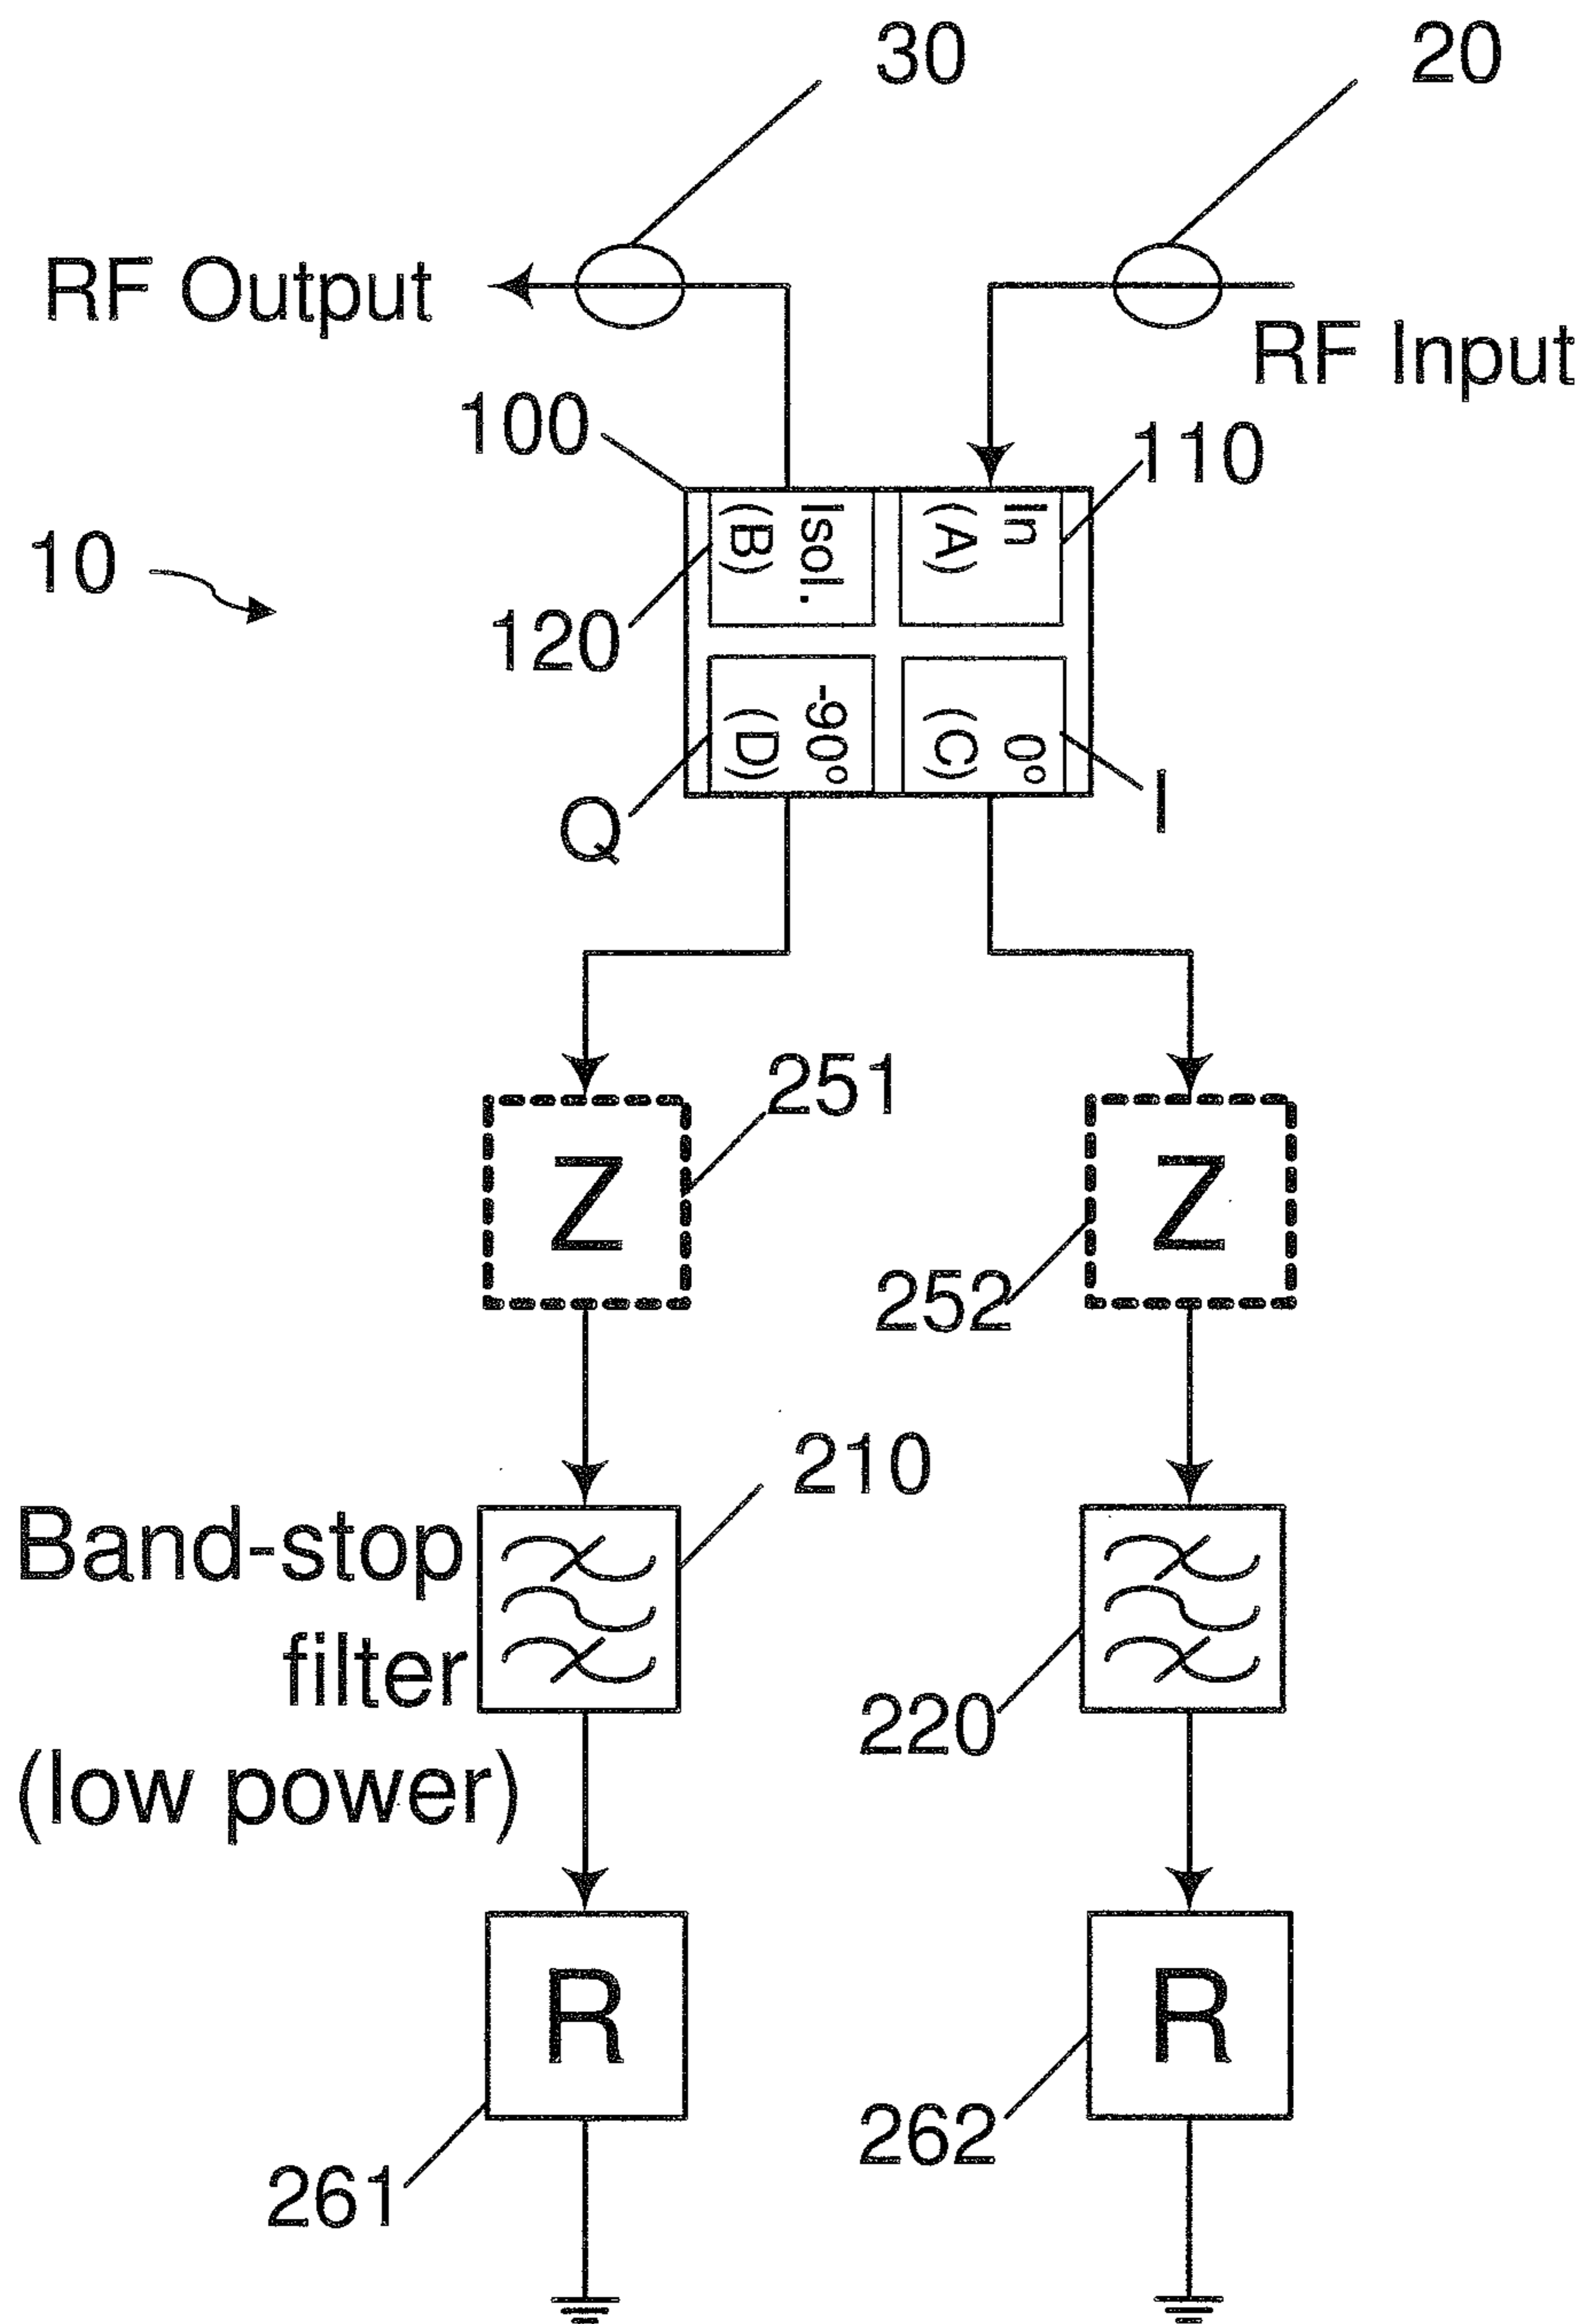 30
20
RF Output
RF Input
100
110
10
Isol.
(B)
In
(A)
120
-90°
(D)
0°
(C)
Q
I
251
Z
Z
252
210
Band-stop
filter
(low power)
220
R
R
261
262